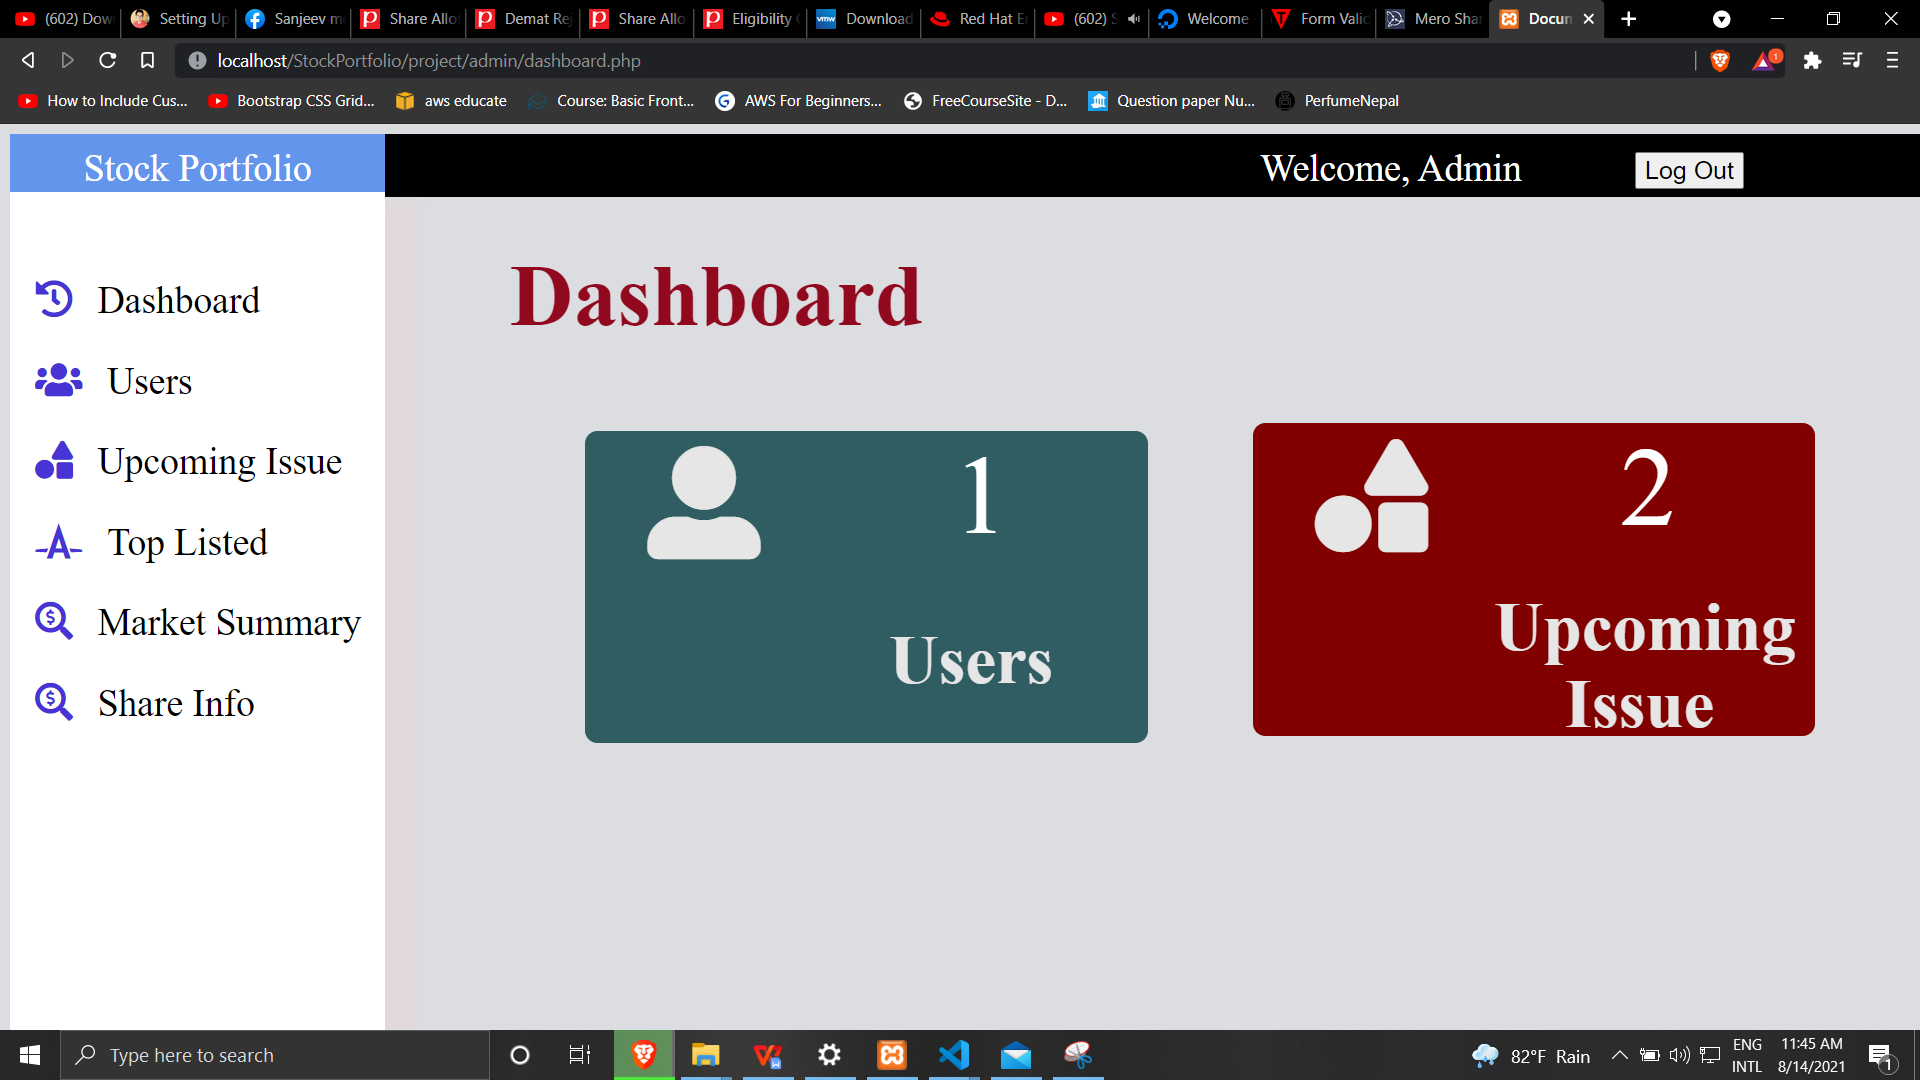 (602) Dow
Setting Up
Sanjeev m
Share Allo
Demat Rej
Share Allo
Eligibility
Download
Red Hat E
(602) S
Welcome
Form Valid
Mero Shar
Docum
localhost/StockPortfolio/project/admin/dashboard.php
1
How to Include Cus...
Bootstrap CSS Grid...
aws educate
Course: Basic Front...
AWS For Beginners...
FreeCourseSite - D...
Question paper Nu...
PerfumeNepal
Stock Portfolio
Welcome, Admin
Log Out
Dashboard
Users
Upcoming Issue
Top Listed
Market Summary
Share Info
Dashboard
1
Users
2
Upcoming
Issue
Type here to search
82°F Rain
ENG
INTL
11:45 AM
8/14/2021
1